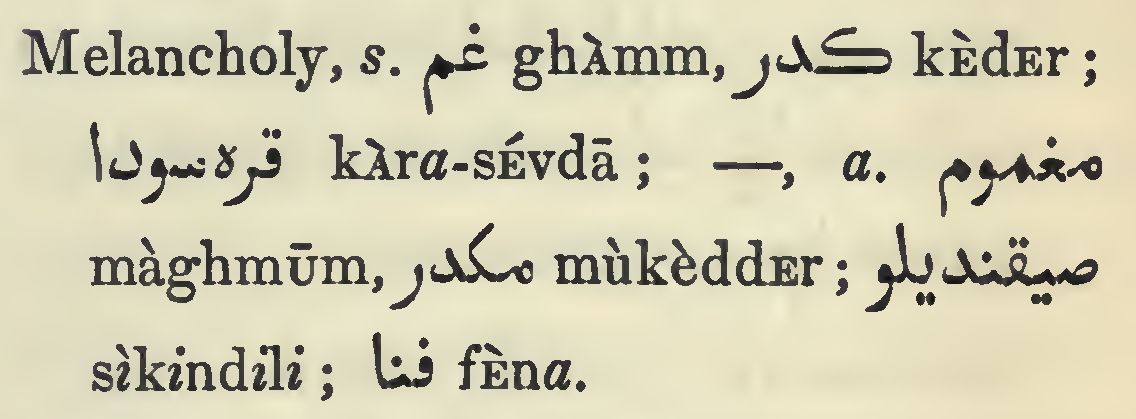 Melancholy, s. غم ghÀmm, كدر kÈdEr ;
قره سودا kÀra-sÉvdā ; —, a. مغموم
màghmŪm, مكدر mùkèddEr ; صيقنديلو
sìkindili ; فنا fÈna.